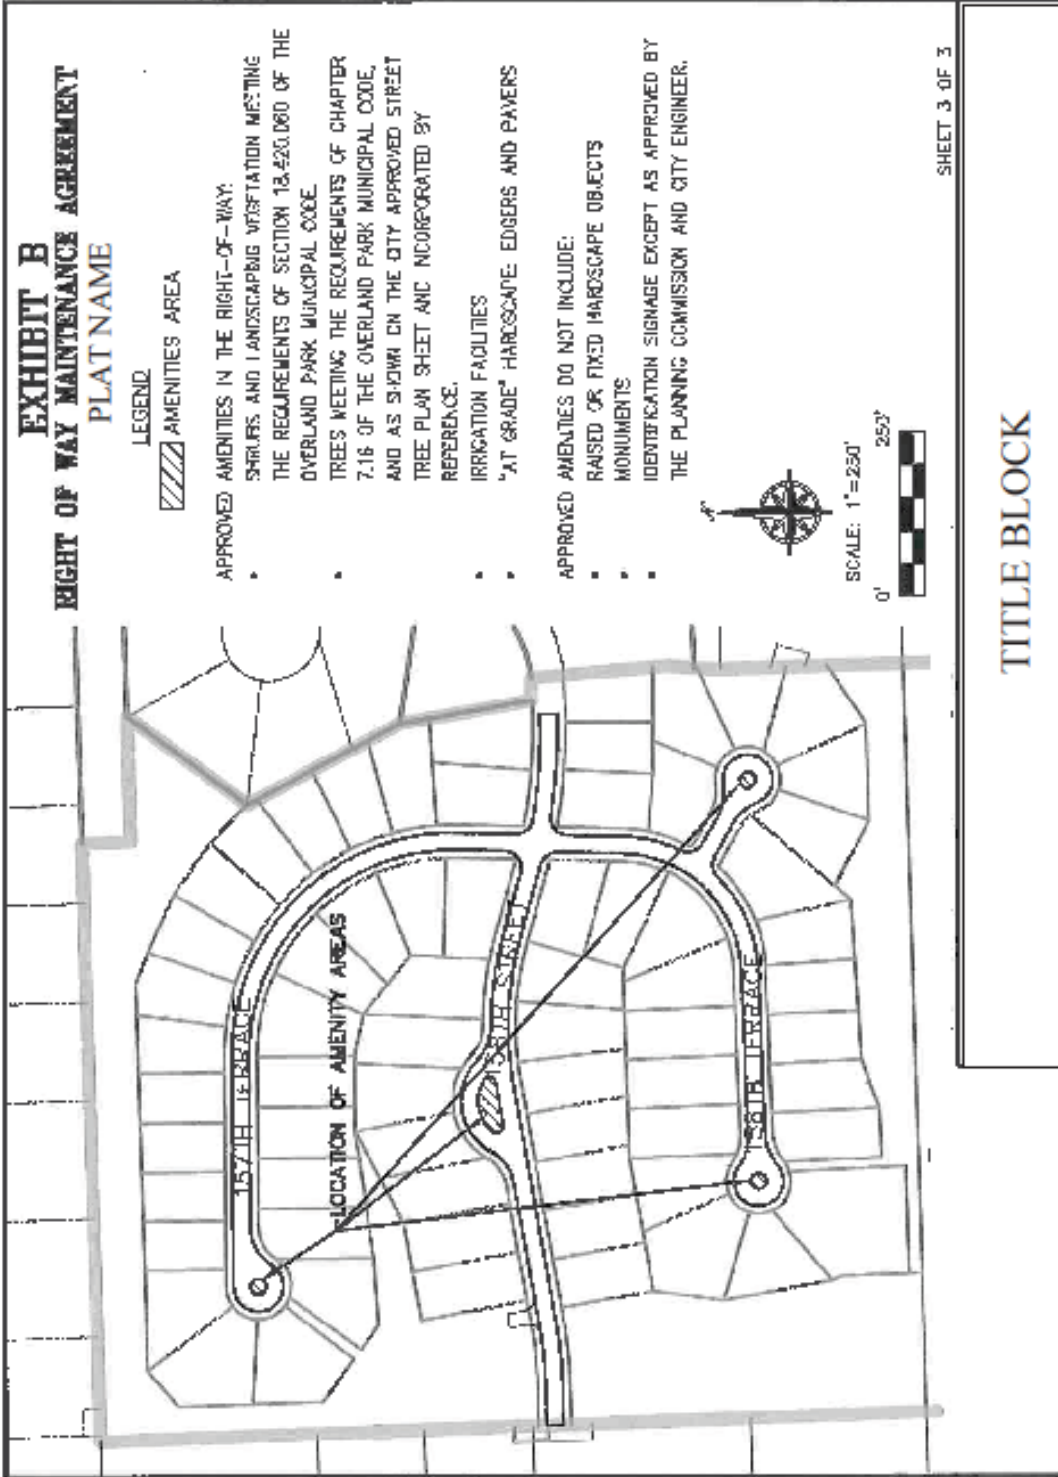 EXHIBIT B
RIGHT OF WAY MAINTENANCE AGREEMENT
PLAT NAME
LEGEND
AMENITIES AREA
APPROVED AMENITIES IN THE RIGHT-OF-WAY:
• SHRUBS AND LANDSCAPING VEGETATION MEETING
THE REQUIREMENTS OF SECTION 18.420.060 OF THE
OVERLAND PARK MUNICIPAL CODE.
• TREES MEETING THE REQUIREMENTS OF CHAPTER
7.16 OF THE OVERLAND PARK MUNICIPAL CODE,
AND AS SHOWN ON THE CITY APPROVED STREET
TREE PLAN SHEET AND INCORPORATED BY
REFERENCE.
• IRRIGATION FACILITIES
• "AT GRADE" HARDSCAPE: EDGERS AND PAVERS
APPROVED AMENITIES DO NOT INCLUDE:
• RAISED OR FIXED HARDSCAPE OBJECTS
• MONUMENTS
• IDENTIFICATION SIGNAGE EXCEPT AS APPROVED BY
THE PLANNING COMMISSION AND CITY ENGINEER.
N
SCALE: 1"=250'
0' 250'
157TH TERRACE
LOCATION OF AMENITY AREAS
158TH STREET
158TH TERRACE
SHEET 3 OF 3
TITLE BLOCK